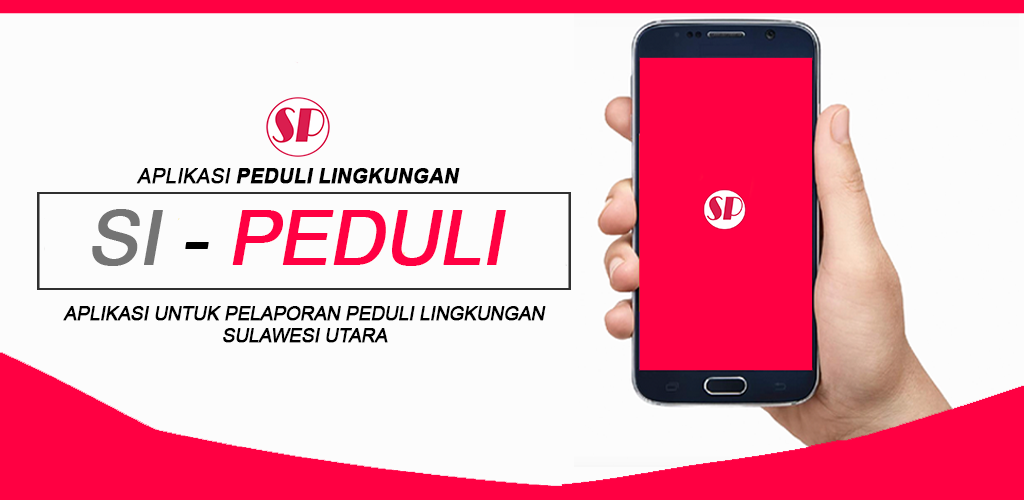 SP
APLIKASI PEDULI LINGKUNGAN
SI - PEDULI
APLIKASI UNTUK PELAPORAN PEDULI LINGKUNGAN
SULAWESI UTARA
SP